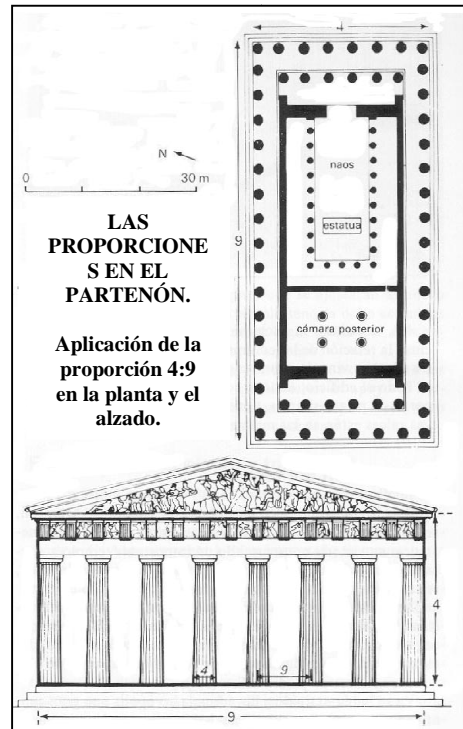 4
9
N
0 30 m
naos
estatua
cámara posterior
LAS
PROPORCIONE
S EN EL
PARTENÓN.
Aplicación de la
proporción 4:9
en la planta y el
alzado.
4
4
9
9